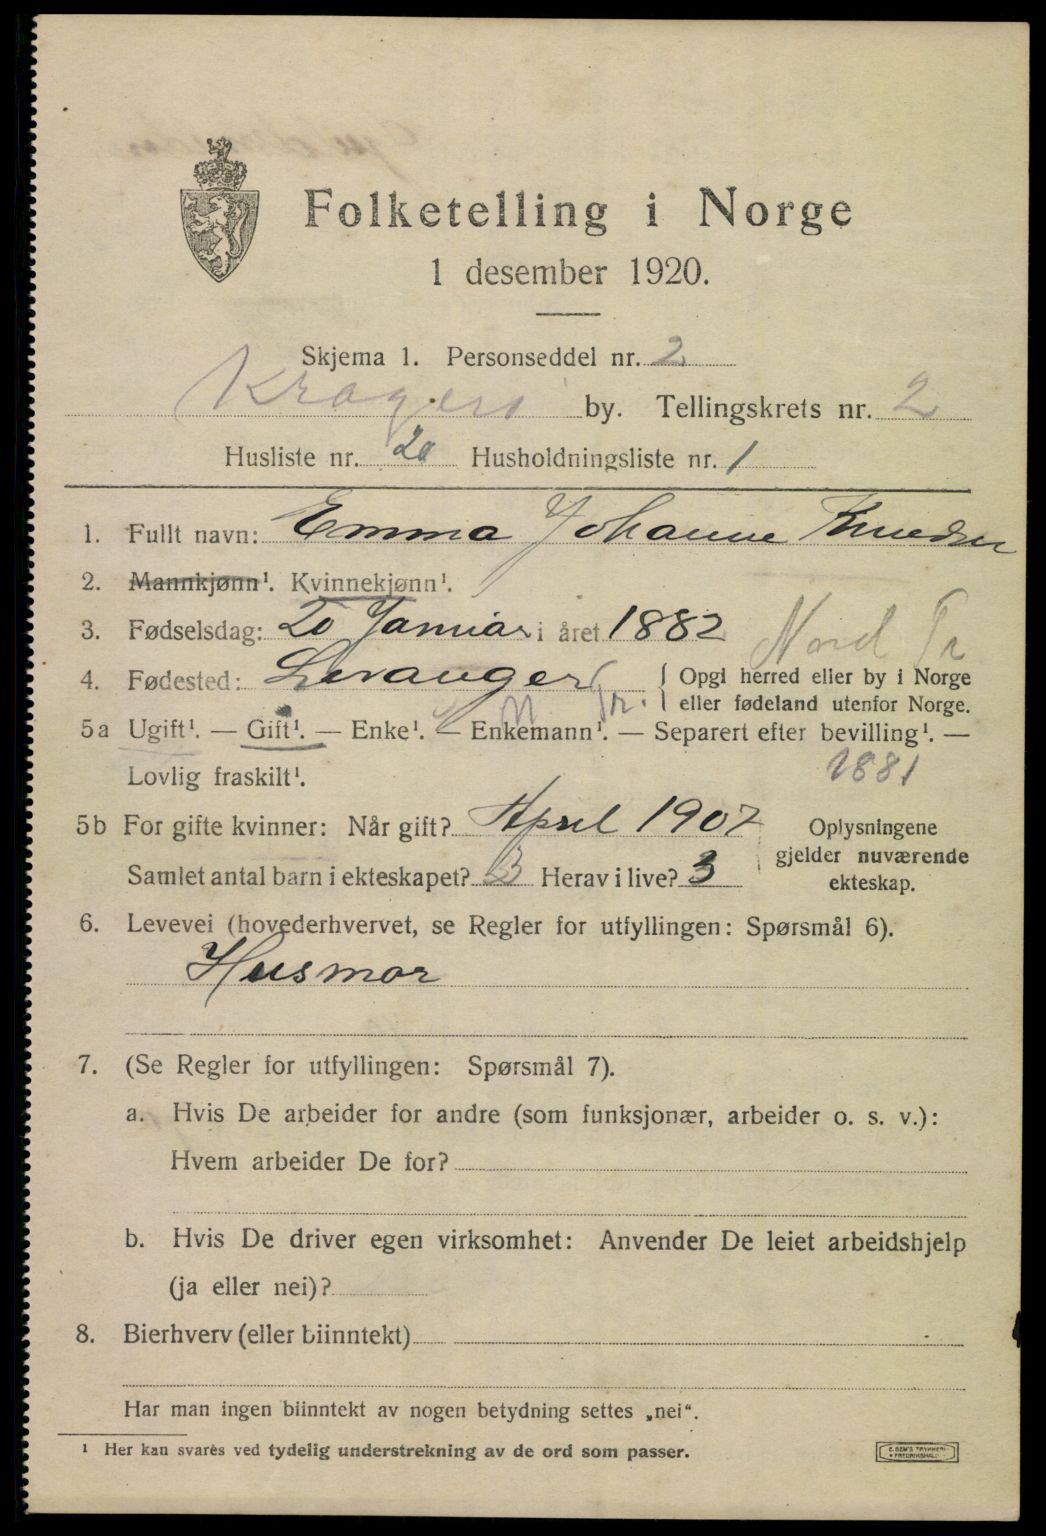 Folketelling i Norge
1 desember 1920.
Skjema 1. Personseddel nr. 2
Kragerø by. Tellingskrets nr. 2
Husliste nr. 20 Husholdningsliste nr. 1
1. Fullt navn: Emma Johanne Knudsen
2. Mannkjønn¹. Kvinnekjønn¹.
3. Fødselsdag: 20 Januar i året 1882 Nord Tr
4. Fødested: Levanger { Opgi herred eller by i Norge
eller fødeland utenfor Norge.
N Tr.
5a Ugift¹. — Gift¹. — Enke¹. — Enkemann¹. — Separert efter bevilling¹. —
Lovlig fraskilt¹. 1881
5b For gifte kvinner: Når gift? April 1907 Oplysningene
gjelder nuværende
Samlet antal barn i ekteskapet? 3 Herav i live? 3 ekteskap.
6. Levevei (hovederhvervet, se Regler for utfyllingen: Spørsmål 6).
Husmor
7. (Se Regler for utfyllingen: Spørsmål 7).
a. Hvis De arbeider for andre (som funksjonær, arbeider o. s. v.):
Hvem arbeider De for?
b. Hvis De driver egen virksomhet: Anvender De leiet arbeidshjelp
(ja eller nei)?
8. Bierhverv (eller biinntekt)
Har man ingen biinntekt av nogen betydning settes „nei“.
¹ Her kan svares ved tydelig understrekning av de ord som passer.